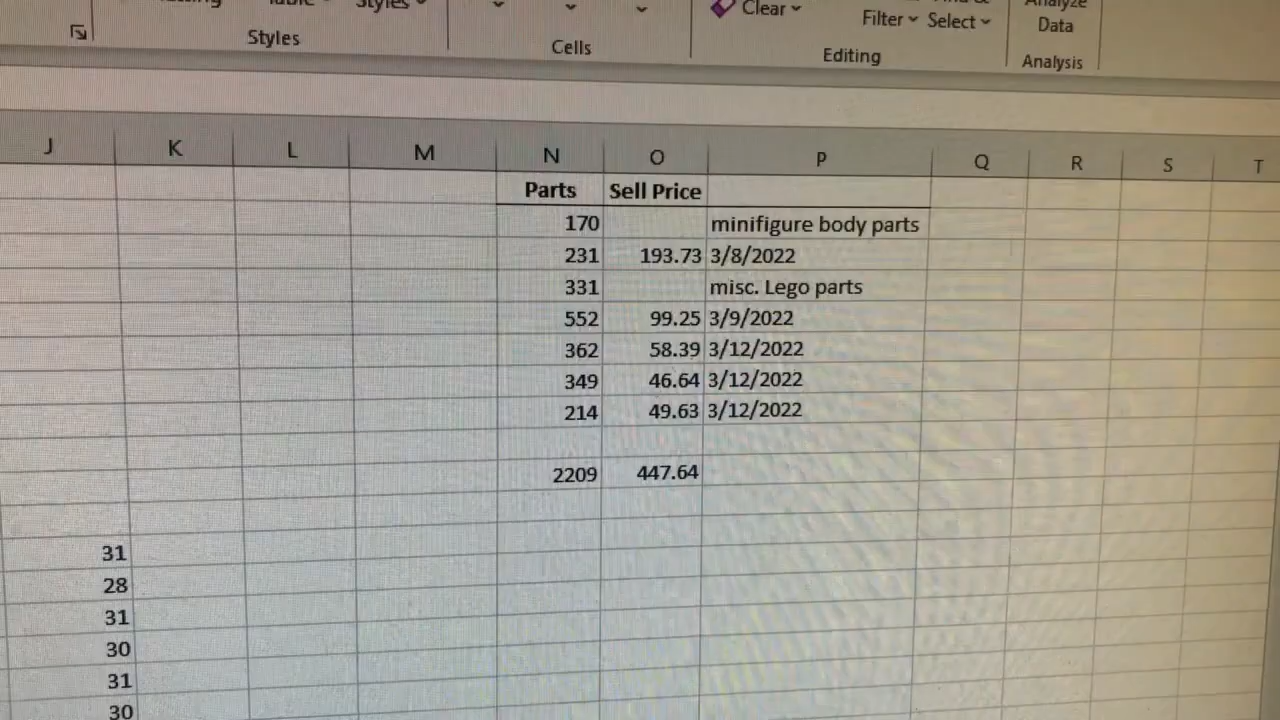 Styles
Clear
Filter Select
Data
Styles
Cells
Editing
Analysis
J K L M N O P Q R S T
Parts Sell Price
170 minifigure body parts
231 193.73 3/8/2022
331 misc. Lego parts
552 99.25 3/9/2022
362 58.39 3/12/2022
349 46.64 3/12/2022
214 49.63 3/12/2022
2209 447.64
31
28
31
30
31
30